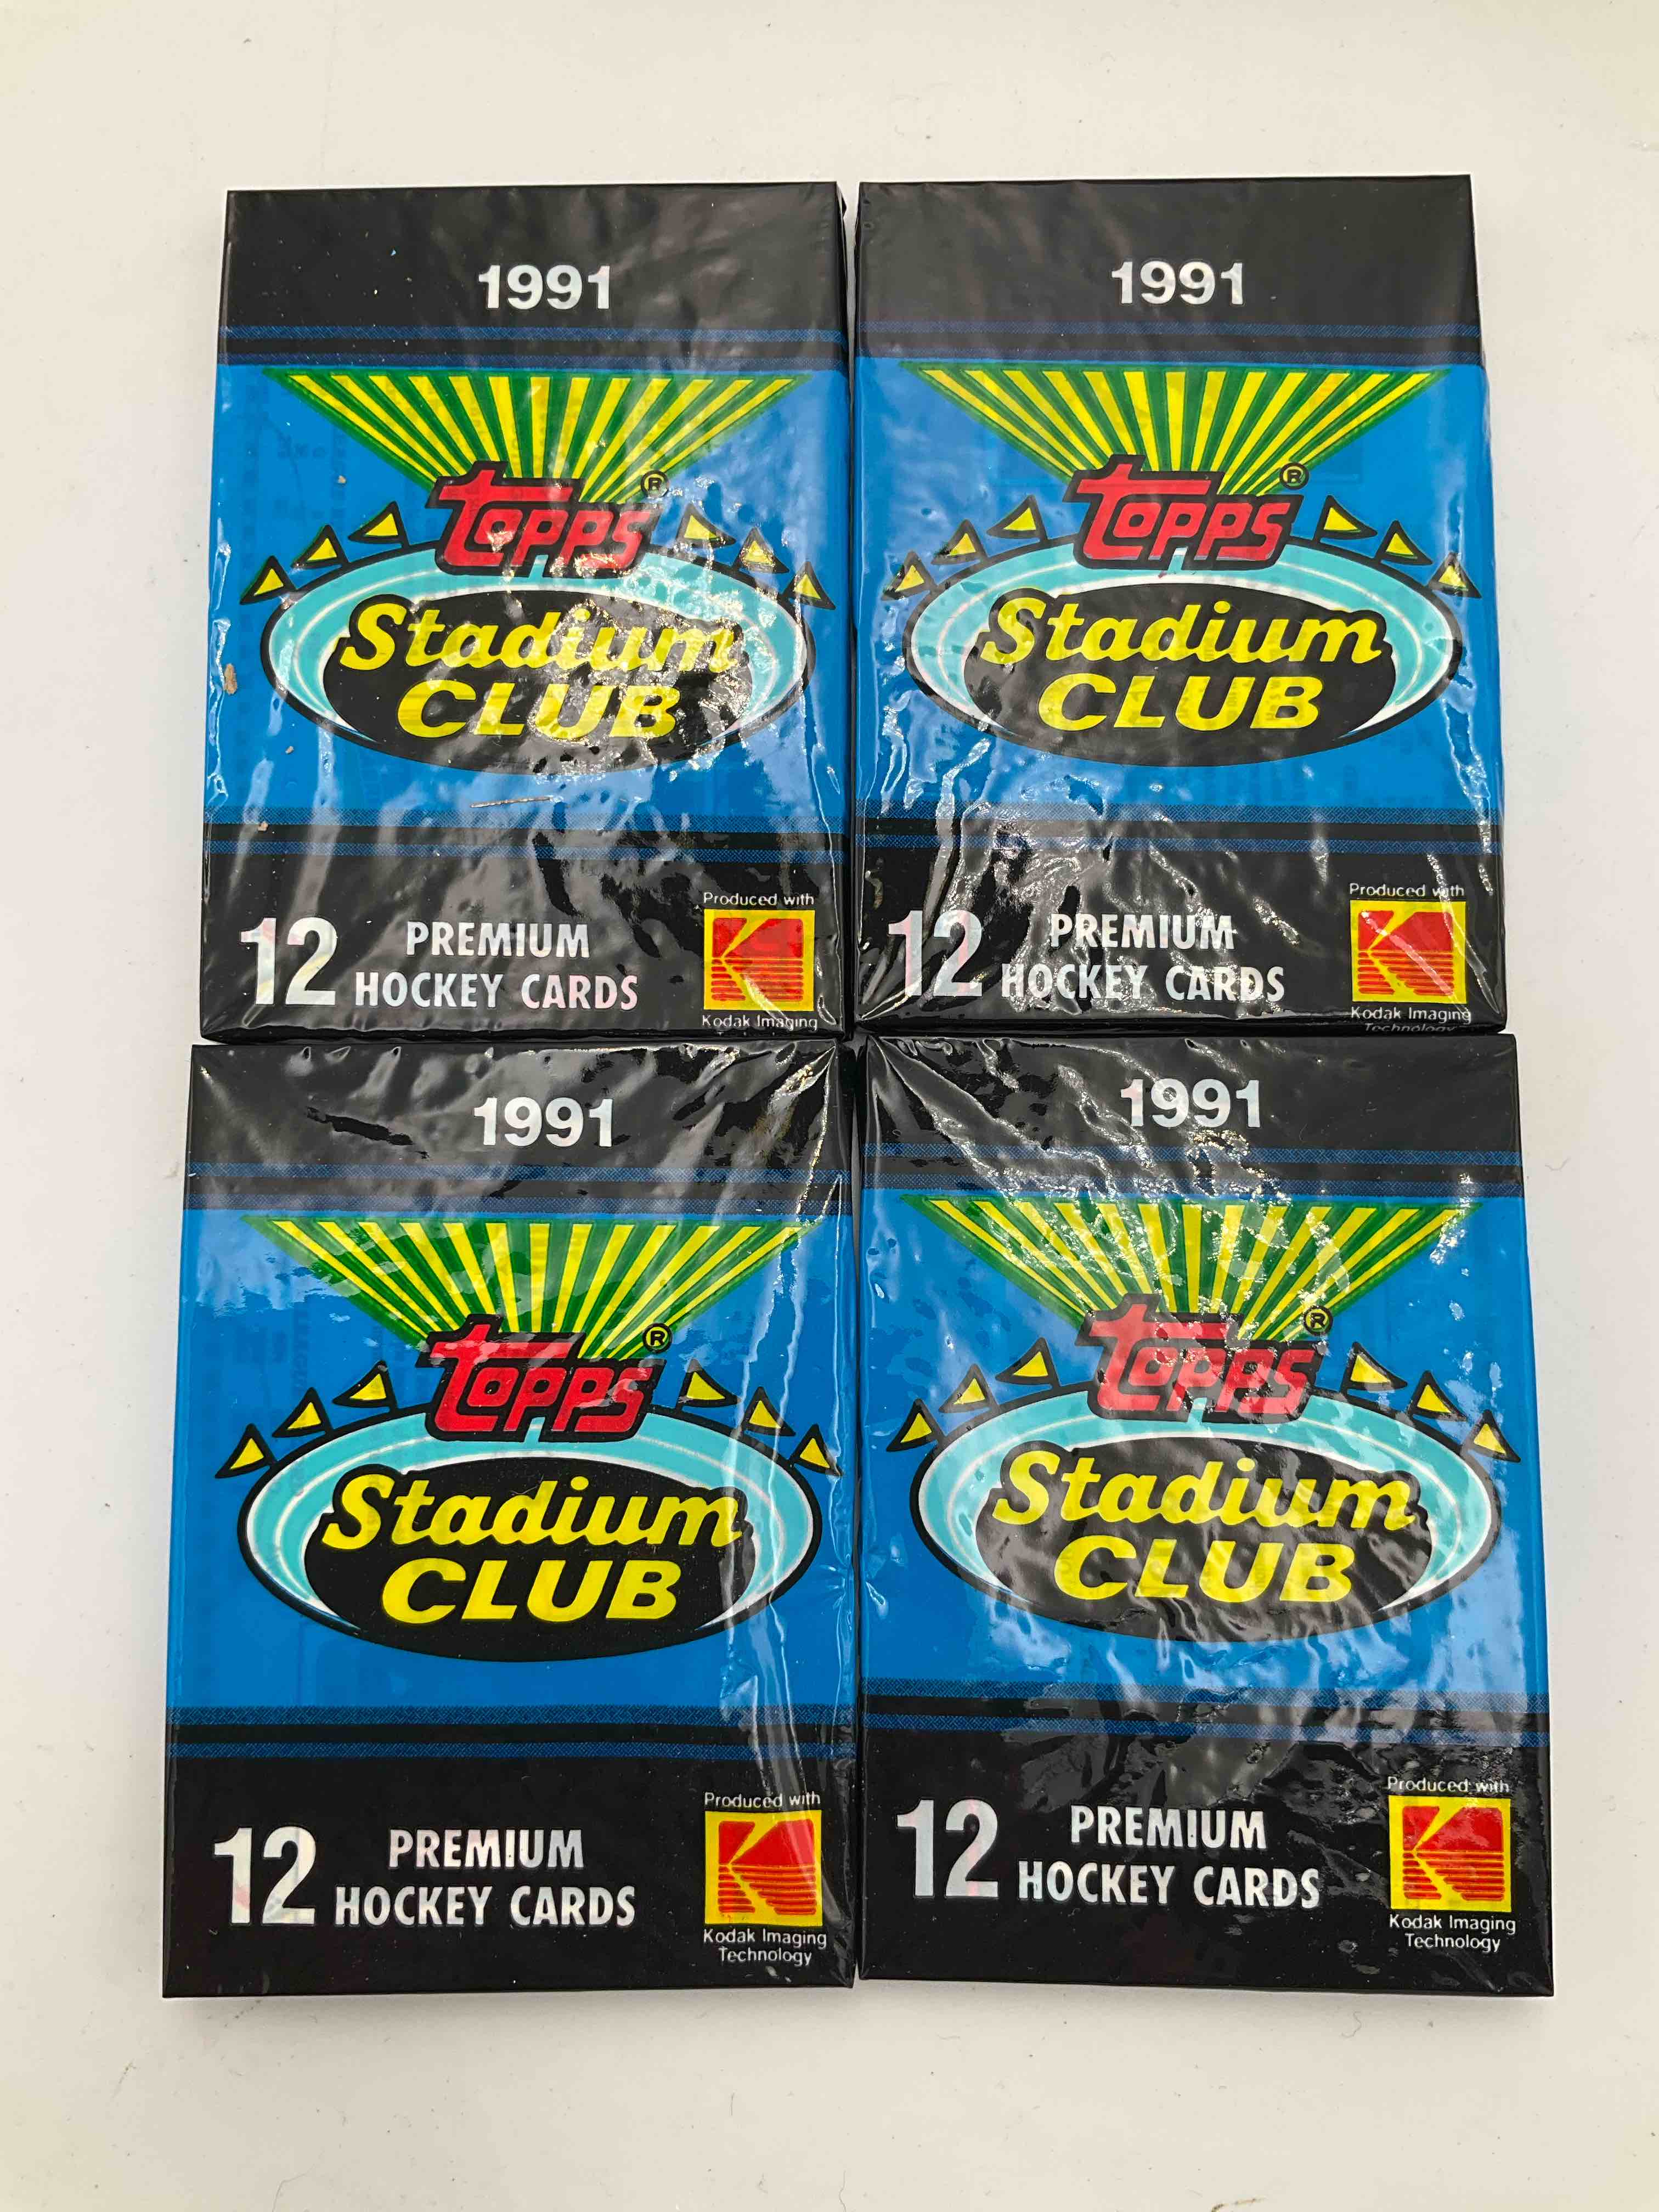 1991
TOPPS®
Stadium
CLUB
12 PREMIUM
HOCKEY CARDS
Produced with
K
Kodak Imaging
1991
TOPPS®
Stadium
CLUB
12 PREMIUM
HOCKEY CARDS
Produced with
K
Kodak Imaging
Technology
1991
TOPPS®
Stadium
CLUB
12 PREMIUM
HOCKEY CARDS
Produced with
K
Kodak Imaging
Technology
1991
TOPPS®
Stadium
CLUB
12 PREMIUM
HOCKEY CARDS
Produced with
K
Kodak Imaging
Technology